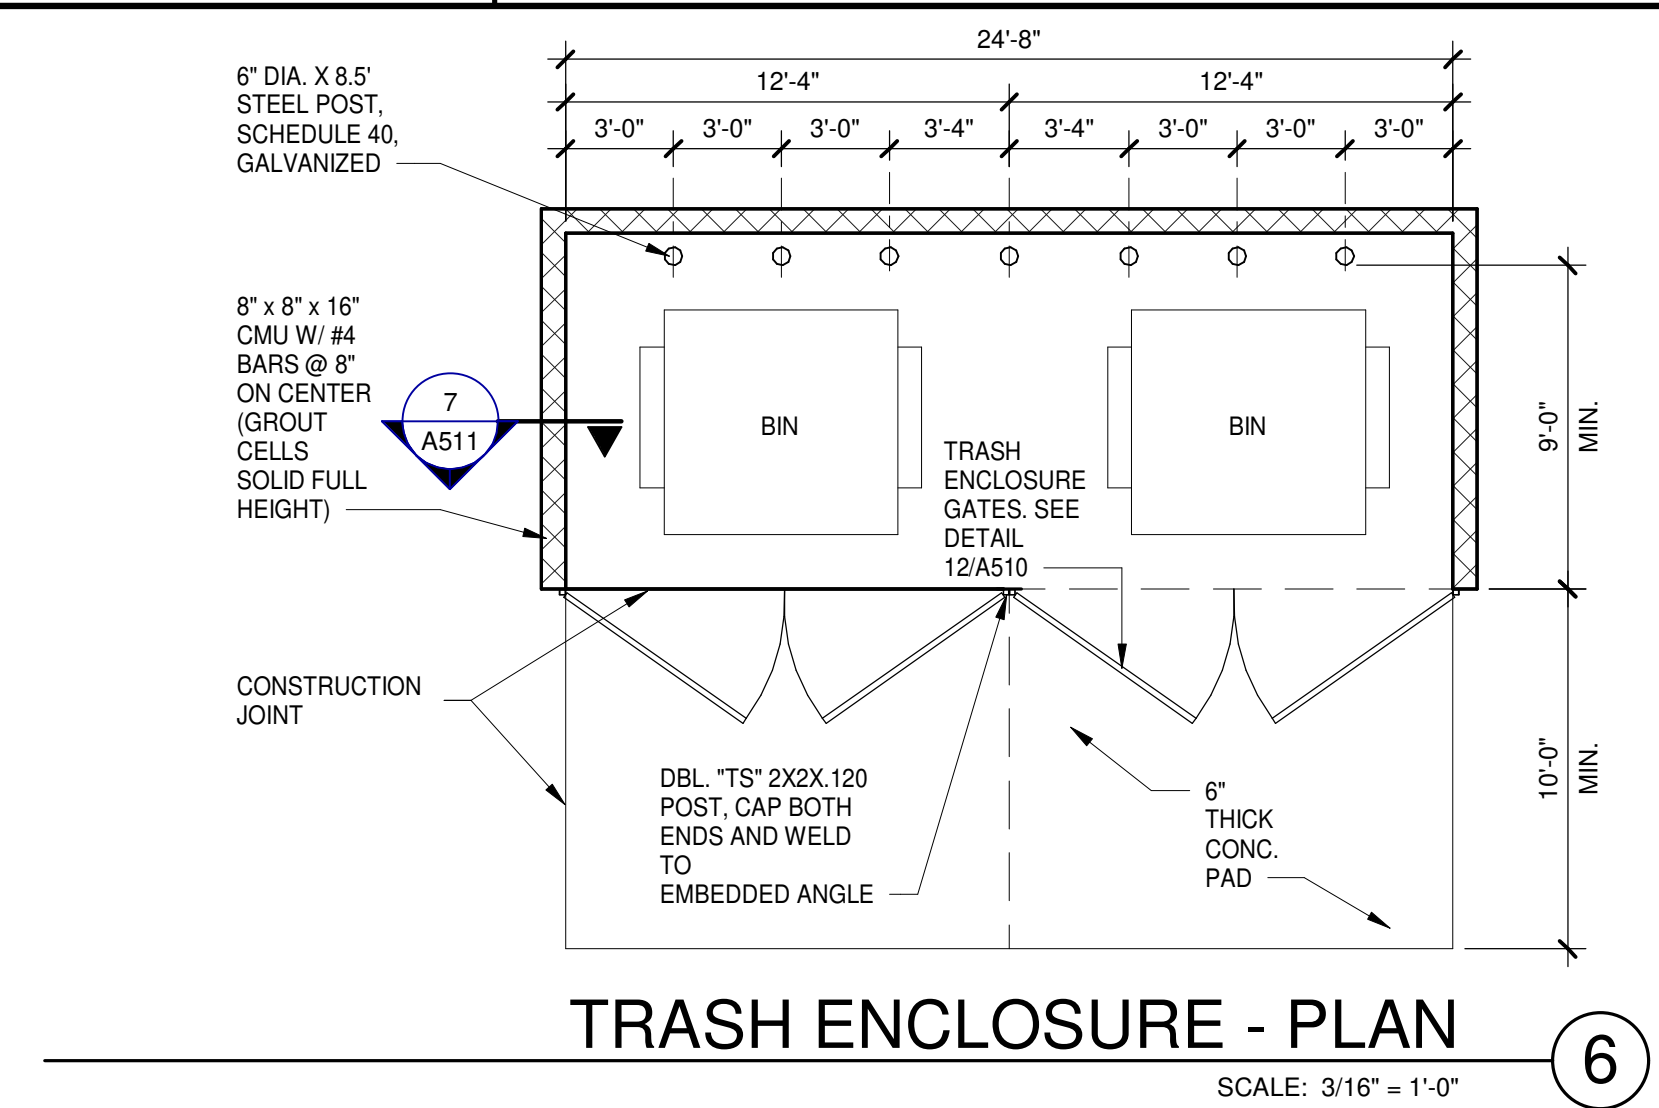 24'-8"
12'-4"
12'-4"
3'-0"
3'-0"
3'-0"
3'-4"
3'-4"
3'-0"
3'-0"
3'-0"
6" DIA. X 8.5'
STEEL POST,
SCHEDULE 40,
GALVANIZED
8" x 8" x 16"
CMU W/ #4
BARS @ 8"
ON CENTER
(GROUT
CELLS
SOLID FULL
HEIGHT)
7
A511
BIN
BIN
TRASH
ENCLOSURE
GATES. SEE
DETAIL
12/A510
9'-0"
MIN.
CONSTRUCTION
JOINT
DBL. "TS" 2X2X.120
POST, CAP BOTH
ENDS AND WELD
TO
EMBEDDED ANGLE
6"
THICK
CONC.
PAD
10'-0"
MIN.
TRASH ENCLOSURE - PLAN
6
SCALE: 3/16" = 1'-0"